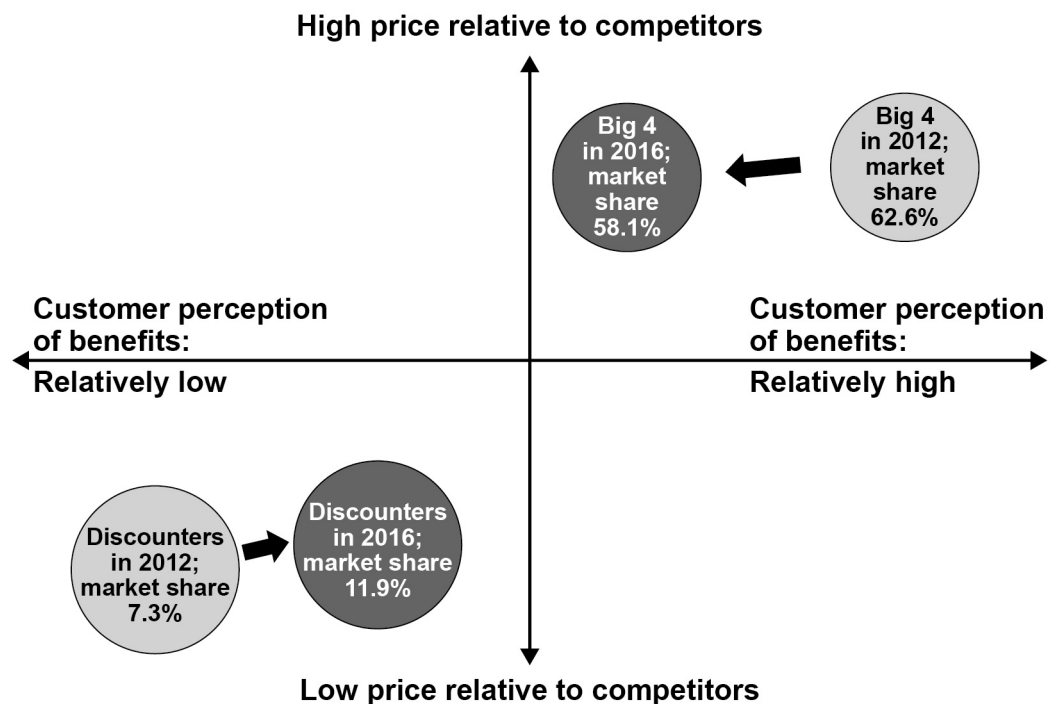 High price relative to competitors
Big 4
in 2016;
market
share
58.1%
Big 4
in 2012;
market
share
62.6%
Customer perception
of benefits:
Relatively low
Customer perception
of benefits:
Relatively high
Discounters
in 2012;
market share
7.3%
Discounters
in 2016;
market share
11.9%
Low price relative to competitors